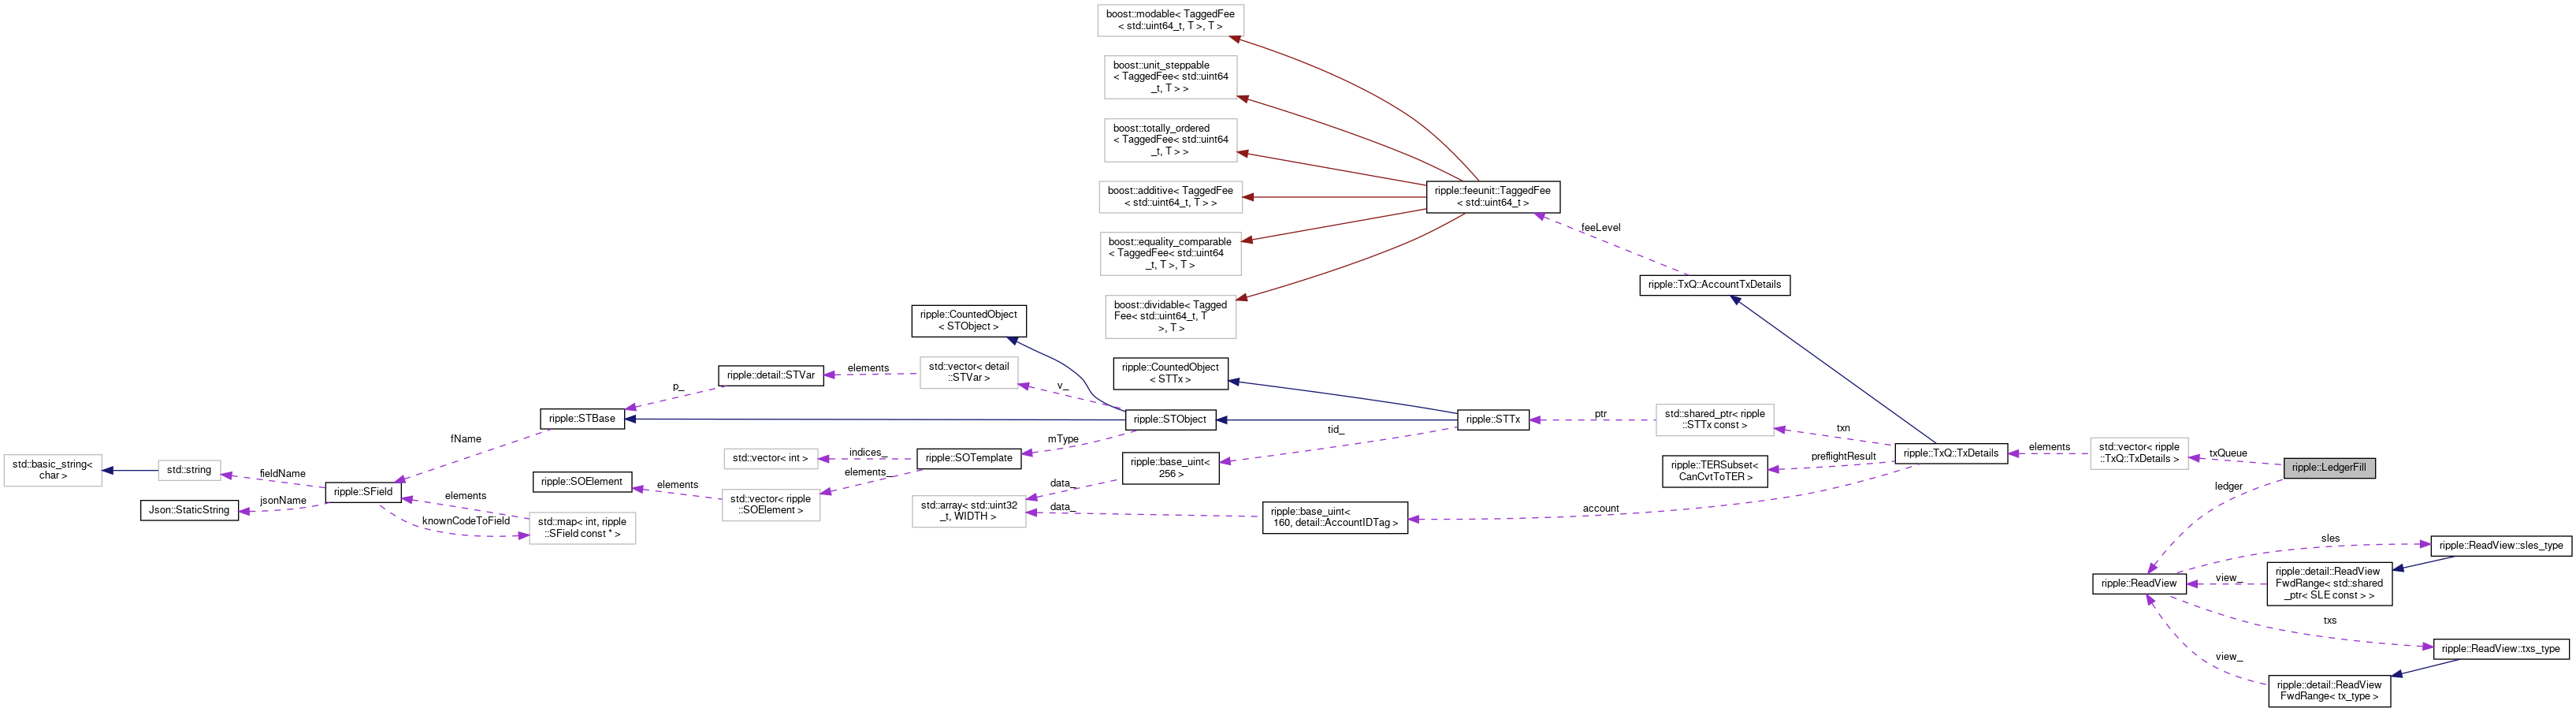 boost::modable< TaggedFee
< std::uint64_t, T >, T >
boost::unit_steppable
< TaggedFee< std::uint64
_t, T > >
boost::totally_ordered
< TaggedFee< std::uint64
_t, T > >
boost::additive< TaggedFee
< std::uint64_t, T > >
boost::equality_comparable
< TaggedFee< std::uint64
_t, T >, T >
boost::dividable< Tagged
Fee< std::uint64_t, T
>, T >
ripple::feeunit::TaggedFee
< std::uint64_t >
feeLevel
ripple::TxQ::AccountTxDetails
ripple::CountedObject
< STObject >
ripple::CountedObject
< STTx >
std::vector< detail
::STVar >
elements
ripple::detail::STVar
p_
v_
ripple::STBase
ripple::STObject
ripple::STTx
ptr
std::shared_ptr< ripple
::STTx const >
txn
tid_
mType
fName
ripple::TxQ::TxDetails
elements
std::vector< ripple
::TxQ::TxDetails >
txQueue
ripple::LedgerFill
preflightResult
ripple::TERSubset<
CanCvtToTER >
account
ledger
std::basic_string<
char >
std::string
fieldName
ripple::SField
jsonName
Json::StaticString
elements
knownCodeToField
std::map< int, ripple
::SField const * >
ripple::SOElement
elements
std::vector< int >
indices_
ripple::SOTemplate
elements_
std::vector< ripple
::SOElement >
ripple::base_uint<
256 >
data_
std::array< std::uint32
_t, WIDTH >
data_
ripple::base_uint<
160, detail::AccountIDTag >
sles
ripple::ReadView::sles_type
ripple::ReadView
view_
ripple::detail::ReadView
FwdRange< std::shared
_ptr< SLE const > >
txs
ripple::ReadView::txs_type
view_
ripple::detail::ReadView
FwdRange< tx_type >